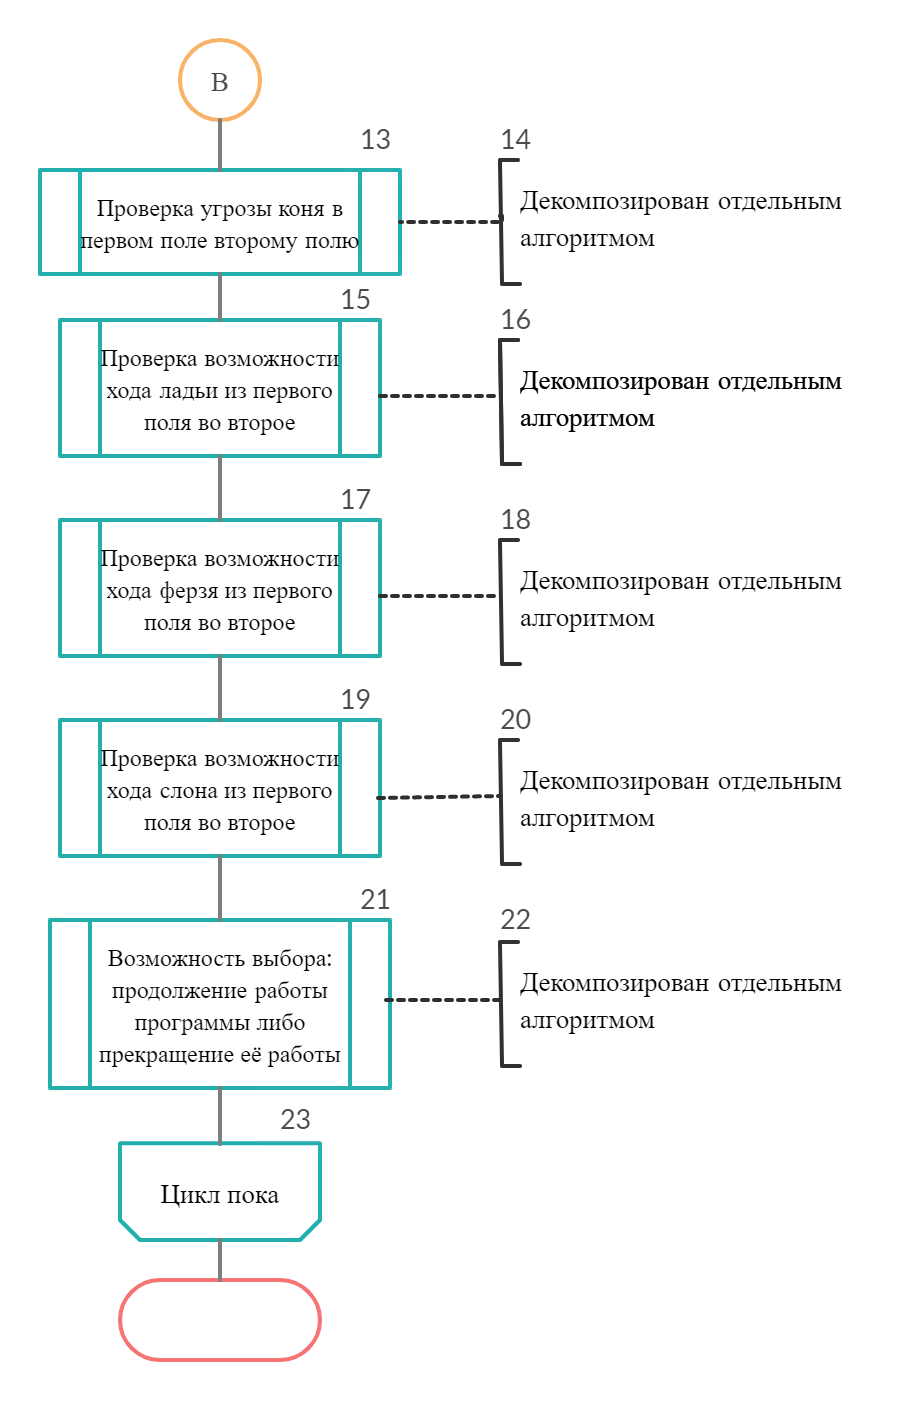 В
13
14
Проверка угрозы коня в
первом поле второму полю
Декомпозирован отдельным
алгоритмом
15
16
Проверка возможности
хода ладьи из первого
поля во второе
Декомпозирован отдельным
алгоритмом
17
18
Проверка возможности
хода ферзя из первого
поля во второе
Декомпозирован отдельным
алгоритмом
19
20
Проверка возможности
хода слона из первого
поля во второе
Декомпозирован отдельным
алгоритмом
21
22
Возможность выбора:
продолжение работы
программы либо
прекращение её работы
Декомпозирован отдельным
алгоритмом
23
Цикл пока